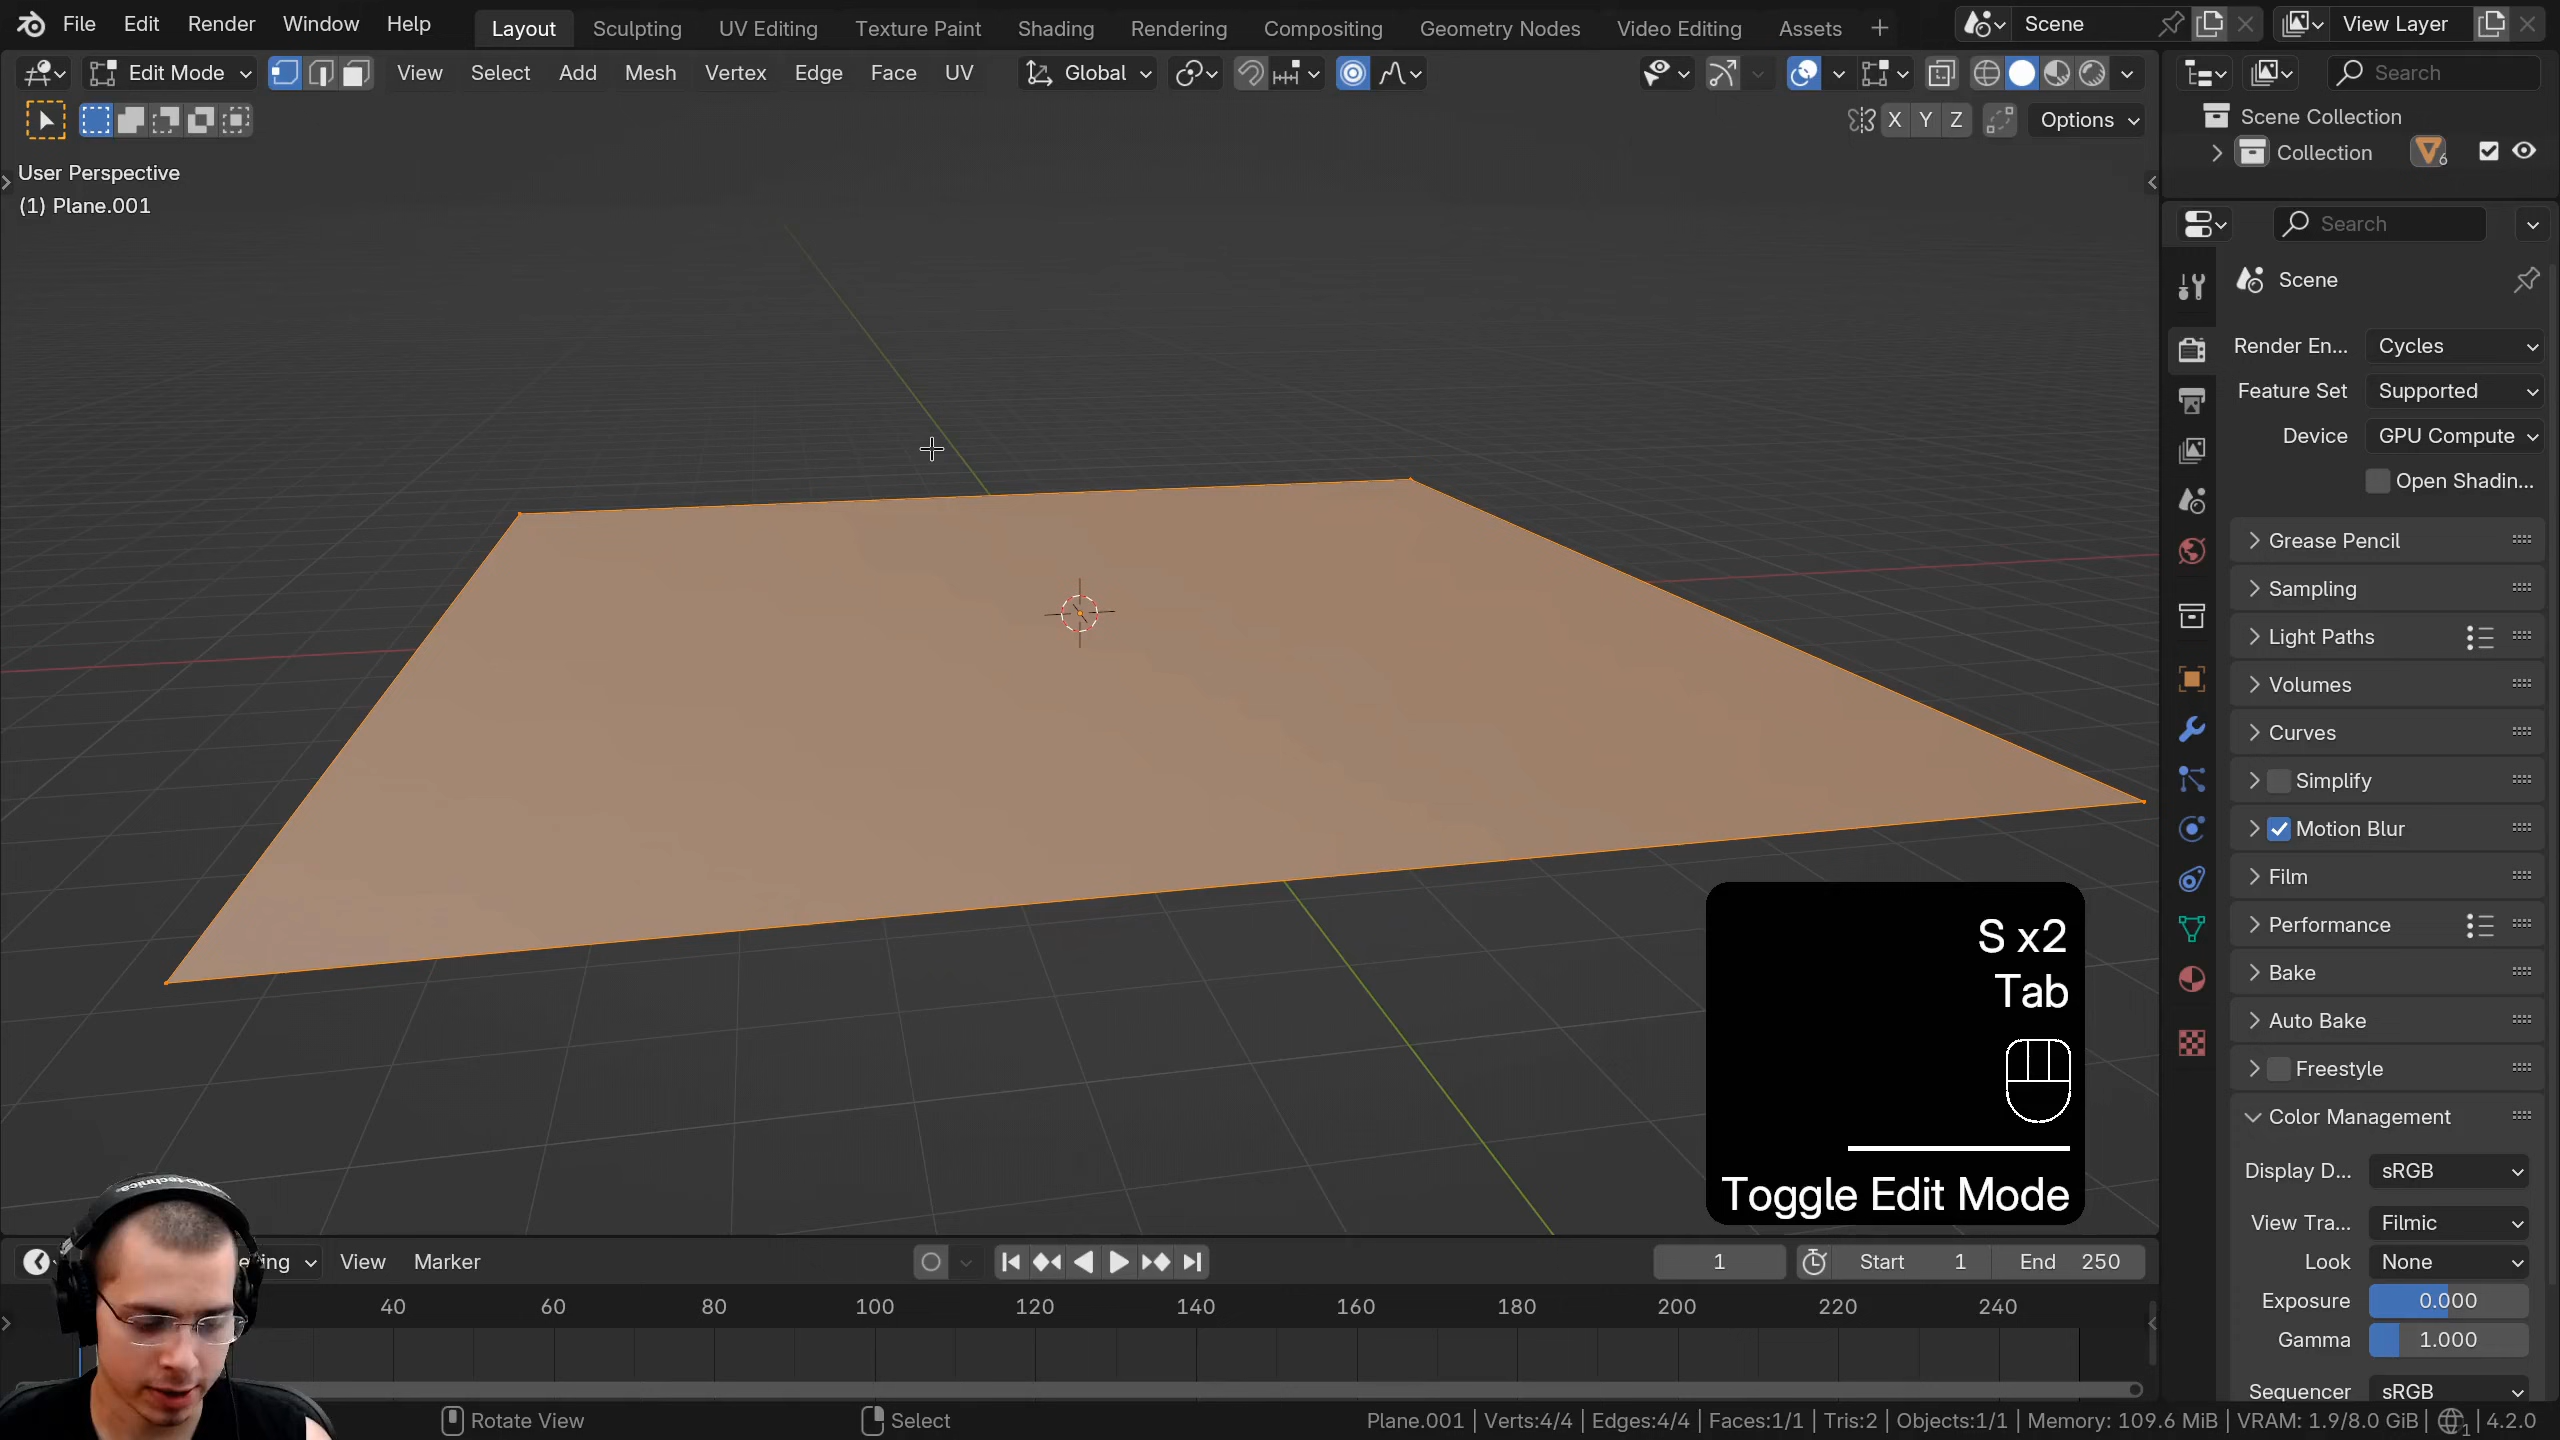 File Edit Render Window Help Layout Sculpting UV Editing Texture Paint Shading Rendering Compositing Geometry Nodes Video Editing Assets + Scene View Layer
Edit Mode View Select Add Mesh Vertex Edge Face UV Global Search
X Y Z Options
Scene Collection
Collection 6
User Perspective
(1) Plane.001
Search
Scene
Render En... Cycles
Feature Set Supported
Device GPU Compute
Open Shadin...
Grease Pencil
Sampling
Light Paths
Volumes
Curves
Simplify
Motion Blur
Film
Performance
Bake
Auto Bake
Freestyle
Color Management
Display D... sRGB
View Tra... Filmic
Look None
Exposure 0.000
Gamma 1.000
Sequencer sRGB
S x2
Tab
Toggle Edit Mode
View Marker 1 Start 1 End 250
40 60 80 100 120 140 160 180 200 220 240
Rotate View Select Plane.001 | Verts:4/4 | Edges:4/4 | Faces:1/1 | Tris:2 | Objects:1/1 | Memory: 109.6 MiB | VRAM: 1.9/8.0 GiB | 1 | 4.2.0